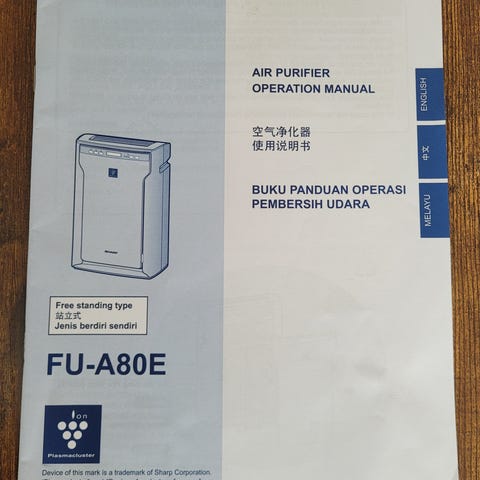 AIR PURIFIER
OPERATION MANUAL
空气净化器
使用说明书
BUKU PANDUAN OPERASI
PEMBERSIH UDARA
ENGLISH
中文
MELAYU
SHARP
Free standing type
站立式
Jenis berdiri sendiri
FU-A80E
Ion
Plasmacluster
Device of this mark is a trademark of Sharp Corporation.